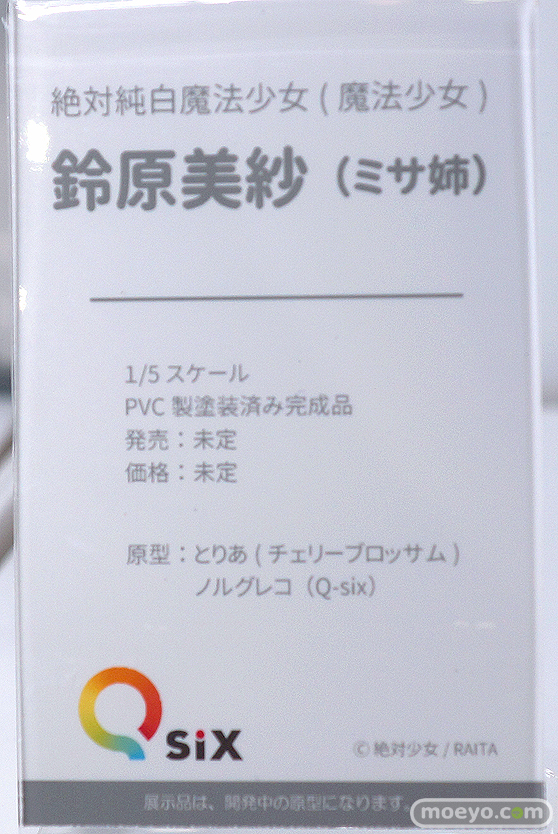 絶対純白魔法少女 ( 魔法少女 )
鈴原美紗 （ミサ姉）
1/5 スケール
PVC 製塗装済み完成品
発売：未定
価格：未定
原型：とりあ ( チェリーブロッサム )
ノルグレコ（Q-six）
Q SiX
© 絶対少女 / RAITA
展示品は、開発中の原型になります。
moeyo.com